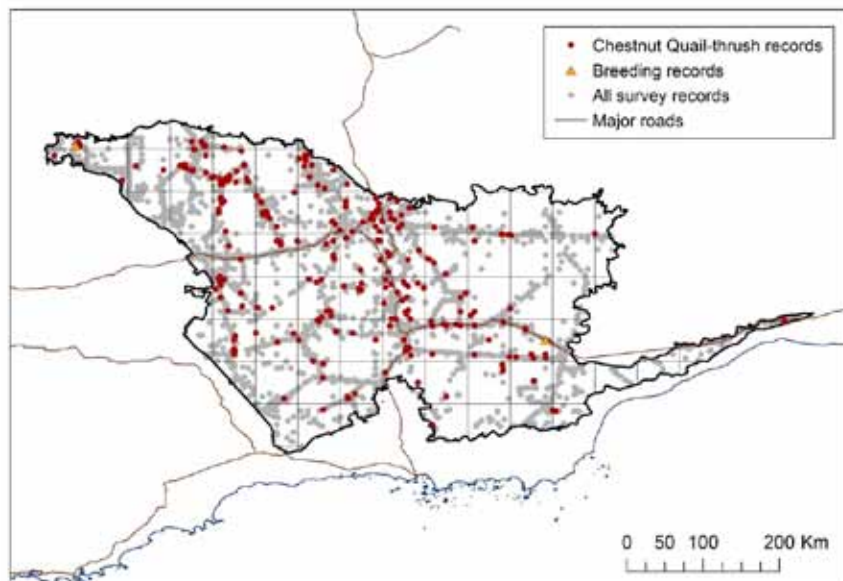 Chestnut Quail-thrush records
Breeding records
All survey records
Major roads
0 50 100 200 Km